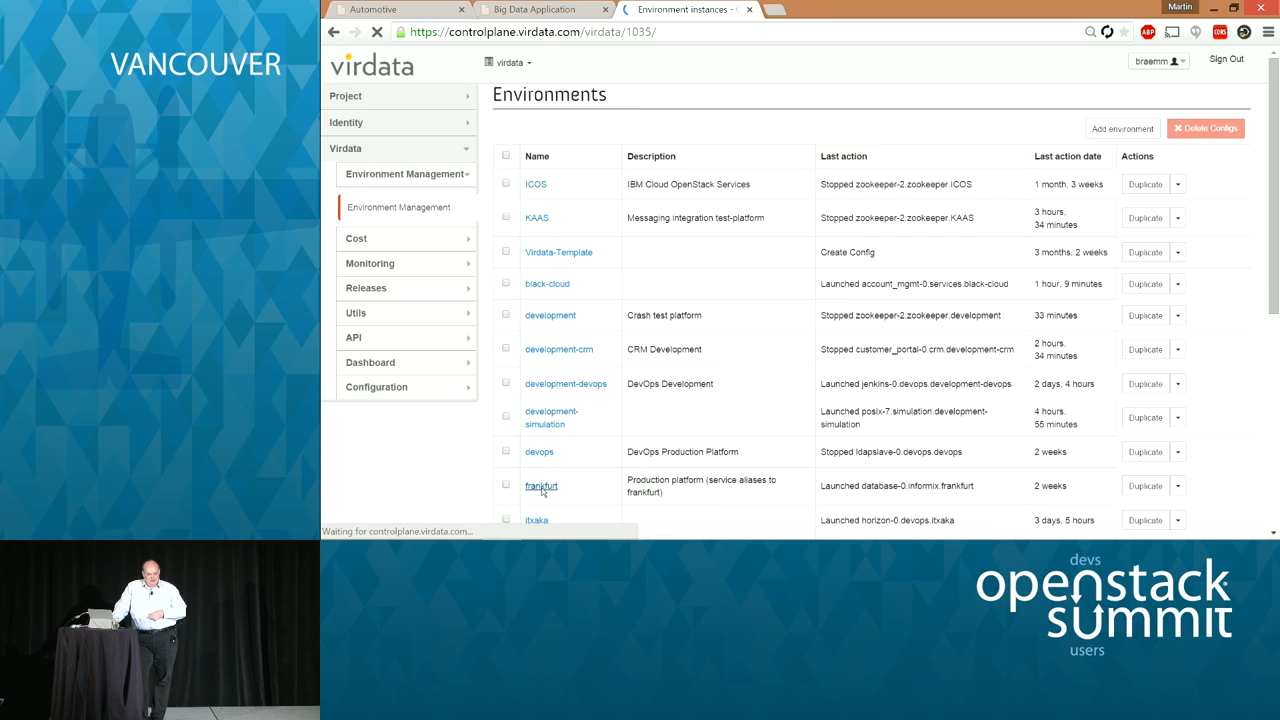 VANCOUVER
Automotive
Big Data Application
Environment instances - C
Martin
https://controlplane.virdata.com/virdata/1035/
ABP
CORS
virdata
virdata
braemm
Sign Out
Project
Identity
Virdata
Environment Management
Environment Management
Cost
Monitoring
Releases
Utils
API
Dashboard
Configuration
Environments
Add environment
Delete Configs
Name Description Last action Last action date Actions
ICOS IBM Cloud OpenStack Services Stopped zookeeper-2.zookeeper.ICOS 1 month, 3 weeks Duplicate
KAAS Messaging integration test-platform Stopped zookeeper-2.zookeeper.KAAS 3 hours, 34 minutes Duplicate
Virdata-Template Create Config 3 months, 2 weeks Duplicate
black-cloud Launched account_mgmt-0.services.black-cloud 1 hour, 9 minutes Duplicate
development Crash test platform Stopped zookeeper-2.zookeeper.development 33 minutes Duplicate
development-crm CRM Development Stopped customer_portal-0.crm.development-crm 2 hours, 34 minutes Duplicate
development-devops DevOps Development Launched jenkins-0.devops.development-devops 2 days, 4 hours Duplicate
development-simulation Launched posix-7.simulation.development-simulation 4 hours, 55 minutes Duplicate
devops DevOps Production Platform Stopped ldapslave-0.devops.devops 2 weeks Duplicate
frankfurt Production platform (service aliases to frankfurt) Launched database-0.informix.frankfurt 2 weeks Duplicate
itxaka Launched horizon-0.devops.itxaka 3 days, 5 hours Duplicate
Waiting for controlplane.virdata.com...
devs
openstack
summit
users